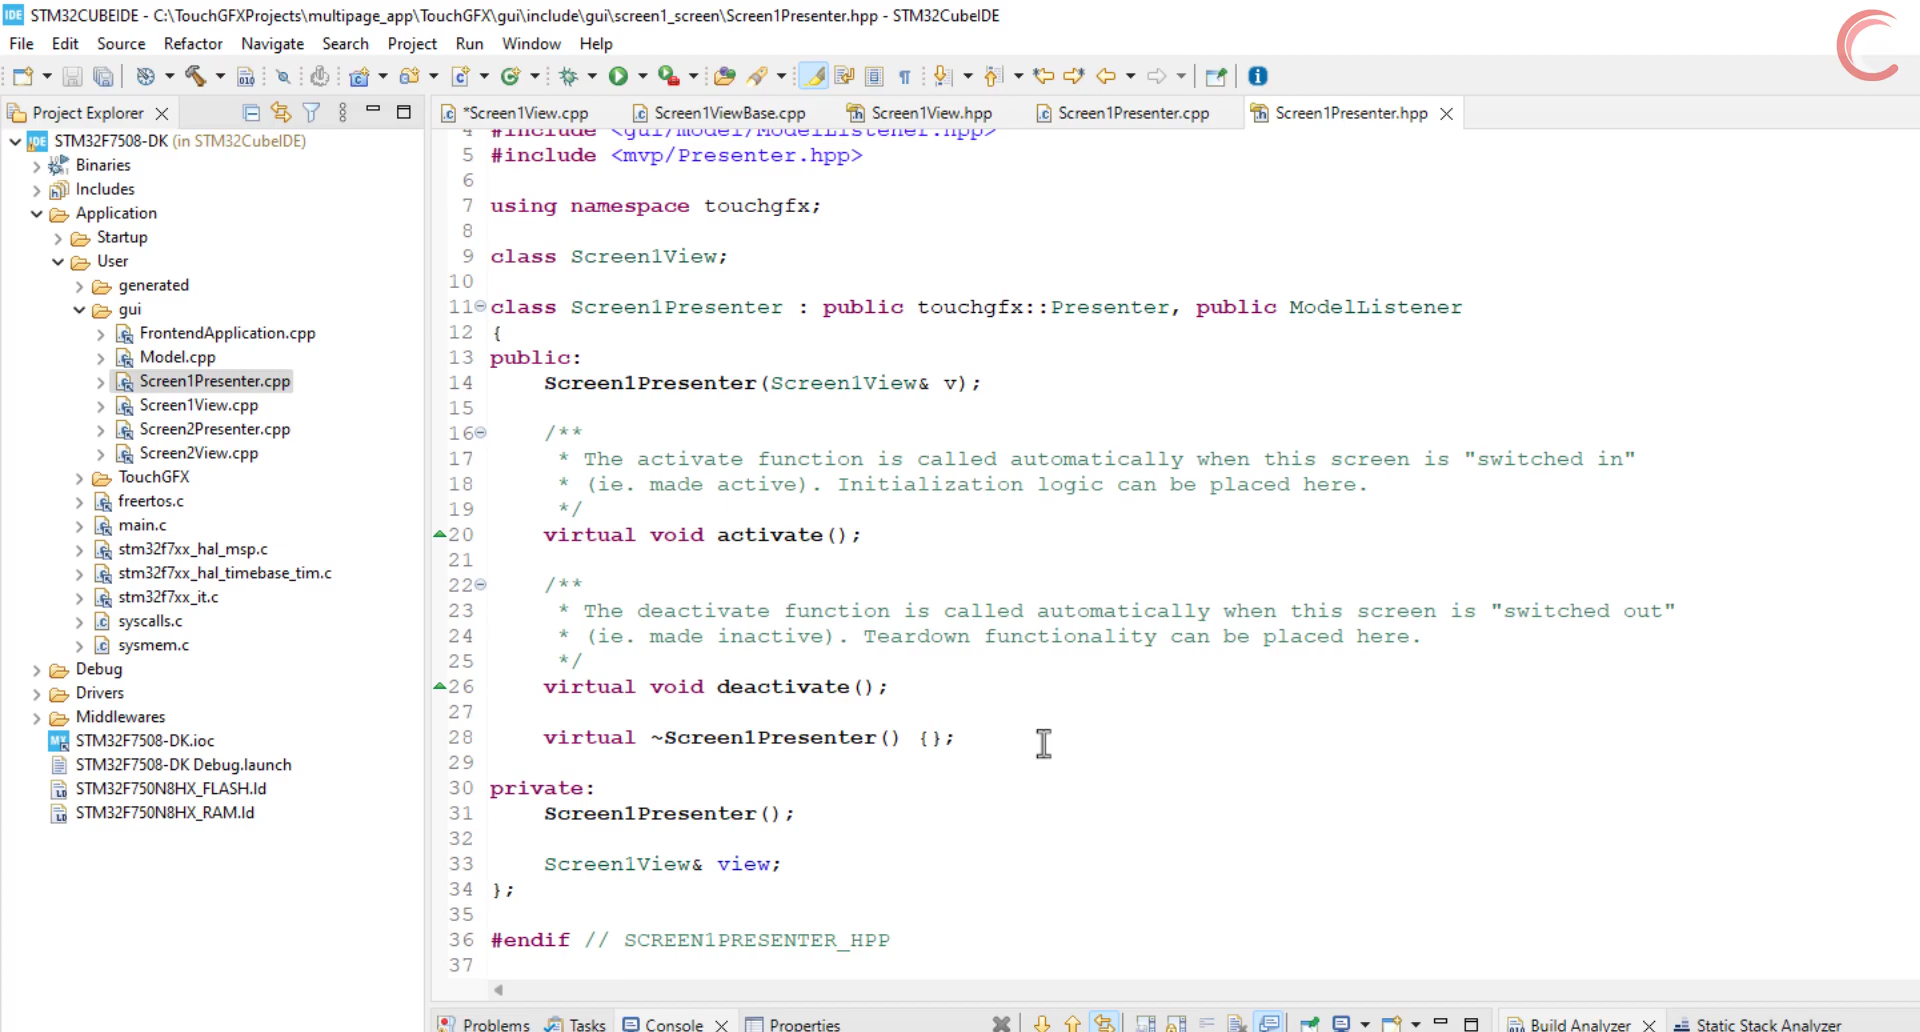 STM32CUBEIDE - C:\TouchGFXProjects\multipage_app\TouchGFX\gui\include\gui\screen1_screen\Screen1Presenter.hpp - STM32CubeIDE
File Edit Source Refactor Navigate Search Project Run Window Help
Project Explorer
*Screen1View.cpp Screen1ViewBase.cpp Screen1View.hpp Screen1Presenter.cpp Screen1Presenter.hpp
STM32F7508-DK (in STM32CubeIDE)
Binaries
Includes
Application
Startup
User
generated
gui
FrontendApplication.cpp
Model.cpp
Screen1Presenter.cpp
Screen1View.cpp
Screen2Presenter.cpp
Screen2View.cpp
TouchGFX
freertos.c
main.c
stm32f7xx_hal_msp.c
stm32f7xx_hal_timebase_tim.c
stm32f7xx_it.c
syscalls.c
sysmem.c
Debug
Drivers
Middlewares
STM32F7508-DK.ioc
STM32F7508-DK Debug.launch
STM32F750N8HX_FLASH.ld
STM32F750N8HX_RAM.ld
4 #include <gui/model/ModelListener.hpp>
5 #include <mvp/Presenter.hpp>
6
7 using namespace touchgfx;
8
9 class Screen1View;
10
11 class Screen1Presenter : public touchgfx::Presenter, public ModelListener
12 {
13 public:
14 Screen1Presenter(Screen1View& v);
15
16 /**
17 * The activate function is called automatically when this screen is "switched in"
18 * (ie. made active). Initialization logic can be placed here.
19 */
20 virtual void activate();
21
22 /**
23 * The deactivate function is called automatically when this screen is "switched out"
24 * (ie. made inactive). Teardown functionality can be placed here.
25 */
26 virtual void deactivate();
27
28 virtual ~Screen1Presenter() {};
29
30 private:
31 Screen1Presenter();
32
33 Screen1View& view;
34 };
35
36 #endif // SCREEN1PRESENTER_HPP
37
Problems Tasks Console Properties Build Analyzer Static Stack Analyzer